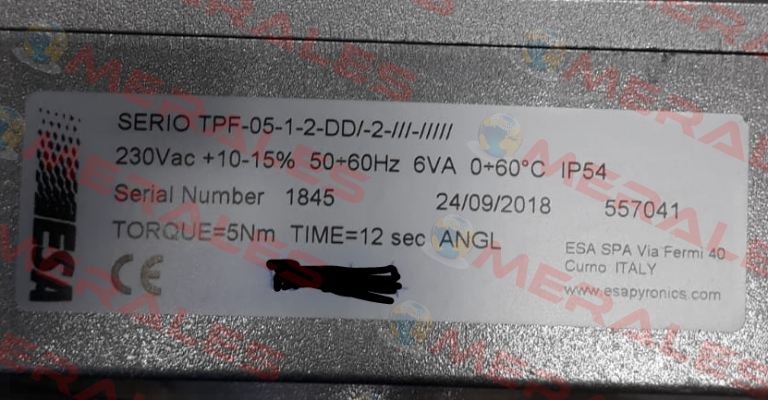 SERIO TPF-05-1-2-DD/-2-///-/////
230Vac +10-15% 50÷60Hz 6VA 0÷60°C IP54
Serial Number 1845 24/09/2018 557041
TORQUE=5Nm TIME=12 sec ANGL
ESA SPA Via Fermi 40
Curno ITALY
www.esapyronics.com
CE
ESA
MERALES